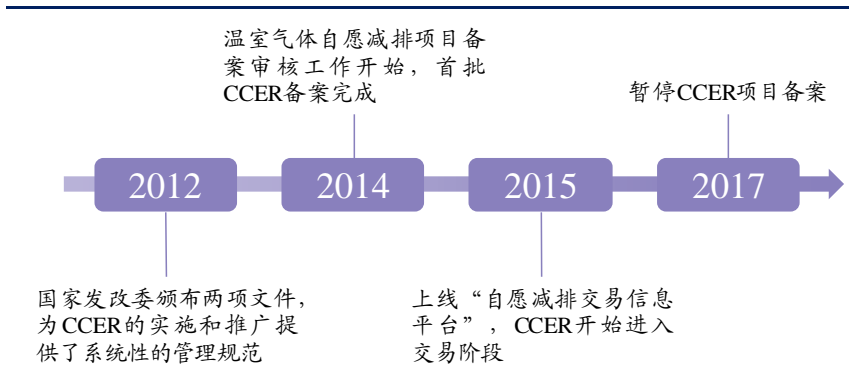 温室气体自愿减排项目备
案审核工作开始，首批
CCER备案完成
暂停CCER项目备案
2012
2014
2015
2017
国家发改委颁布两项文件，
为CCER的实施和推广提
供了系统性的管理规范
上线“自愿减排交易信息
平台”，CCER开始进入
交易阶段